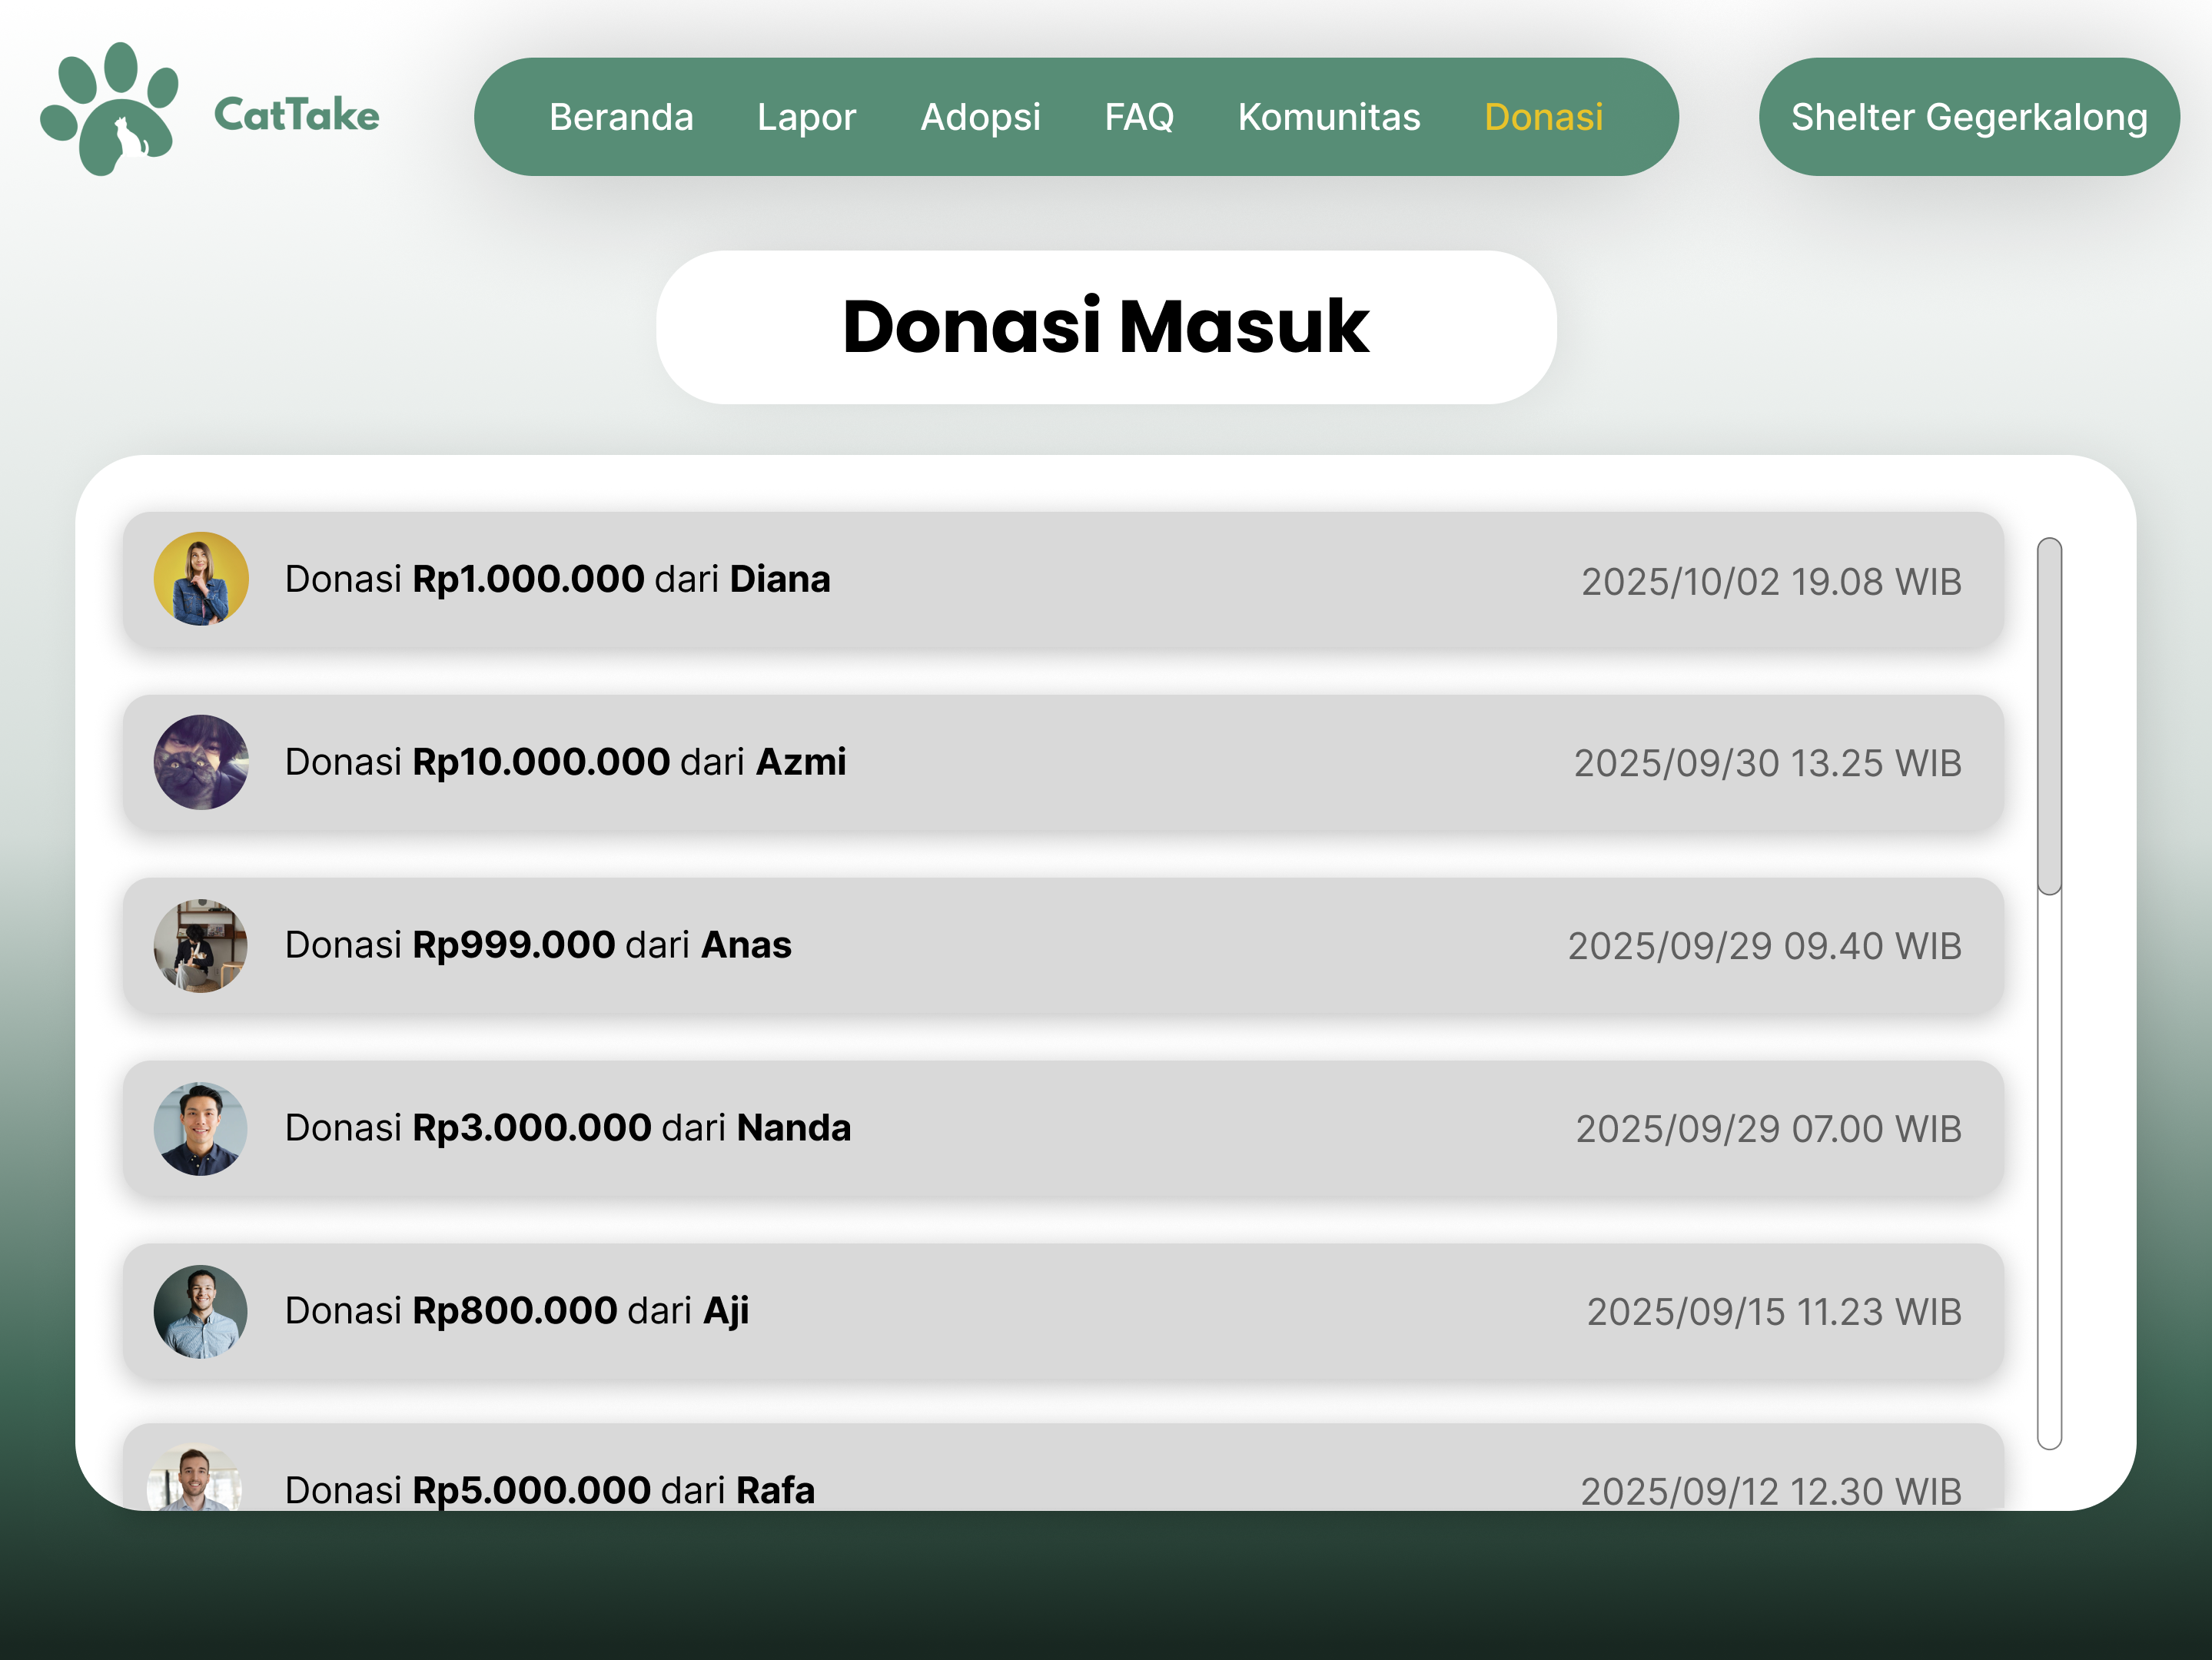 CatTake
Beranda Lapor Adopsi FAQ Komunitas Donasi
Shelter Gegerkalong
Donasi Masuk
Donasi Rp1.000.000 dari Diana 2025/10/02 19.08 WIB
Donasi Rp10.000.000 dari Azmi 2025/09/30 13.25 WIB
Donasi Rp999.000 dari Anas 2025/09/29 09.40 WIB
Donasi Rp3.000.000 dari Nanda 2025/09/29 07.00 WIB
Donasi Rp800.000 dari Aji 2025/09/15 11.23 WIB
Donasi Rp5.000.000 dari Rafa 2025/09/12 12.30 WIB